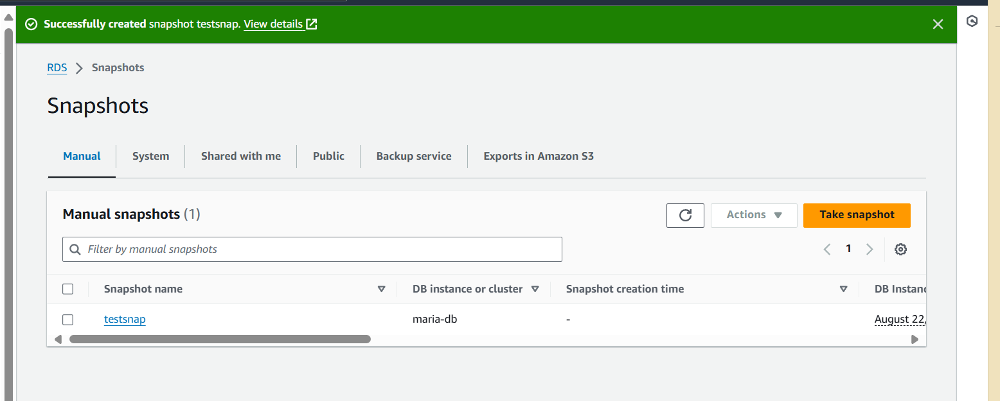 Successfully created snapshot testsnap. View details
RDS > Snapshots
Snapshots
Manual System Shared with me Public Backup service Exports in Amazon S3
Manual snapshots (1) Actions Take snapshot
Filter by manual snapshots 1
Snapshot name DB instance or cluster Snapshot creation time DB Instanc
testsnap maria-db - August 22,